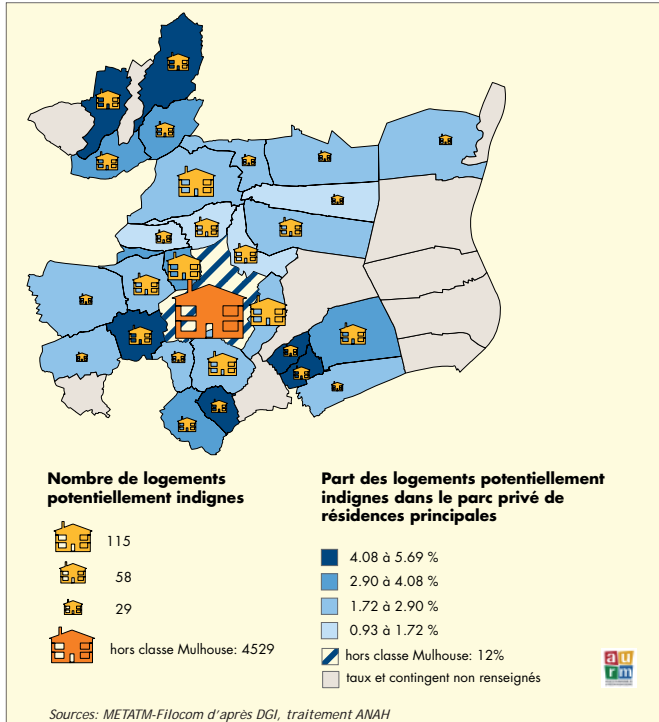 Nombre de logements
potentiellement indignes
115
58
29
hors classe Mulhouse: 4529
Part des logements potentiellement
indignes dans le parc privé de
résidences principales
4.08 à 5.69 %
2.90 à 4.08 %
1.72 à 2.90 %
0.93 à 1.72 %
hors classe Mulhouse: 12%
taux et contingent non renseignés
au
rm
Sources: METATM-Filocom d'après DGI, traitement ANAH